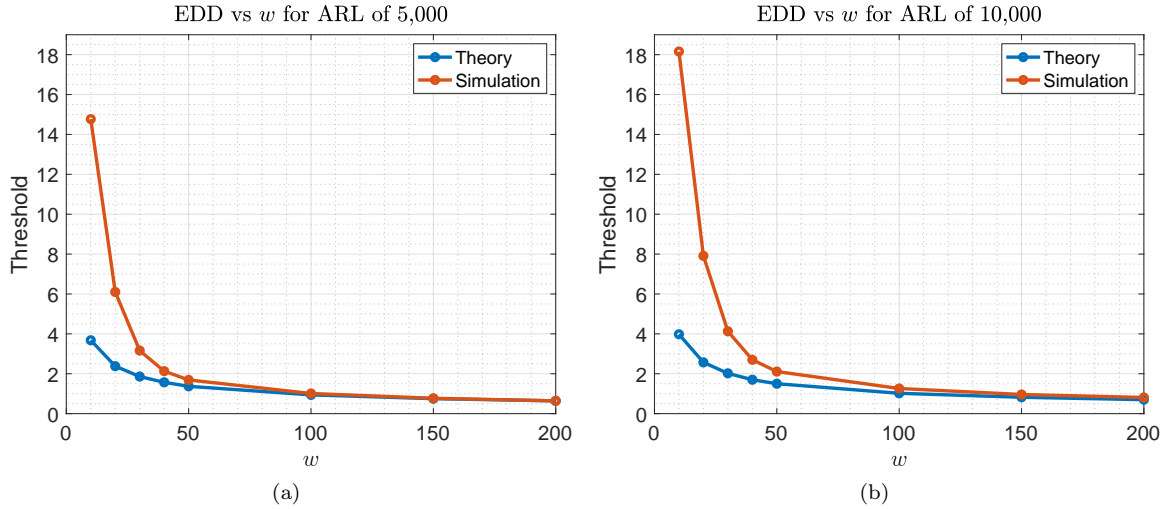 EDD vs w for ARL of 5,000
18
16
14
12
10
8
6
4
2
0
Threshold
Theory
Simulation
0 50 100 150 200
w
(a)
EDD vs w for ARL of 10,000
18
16
14
12
10
8
6
4
2
0
Threshold
Theory
Simulation
0 50 100 150 200
w
(b)